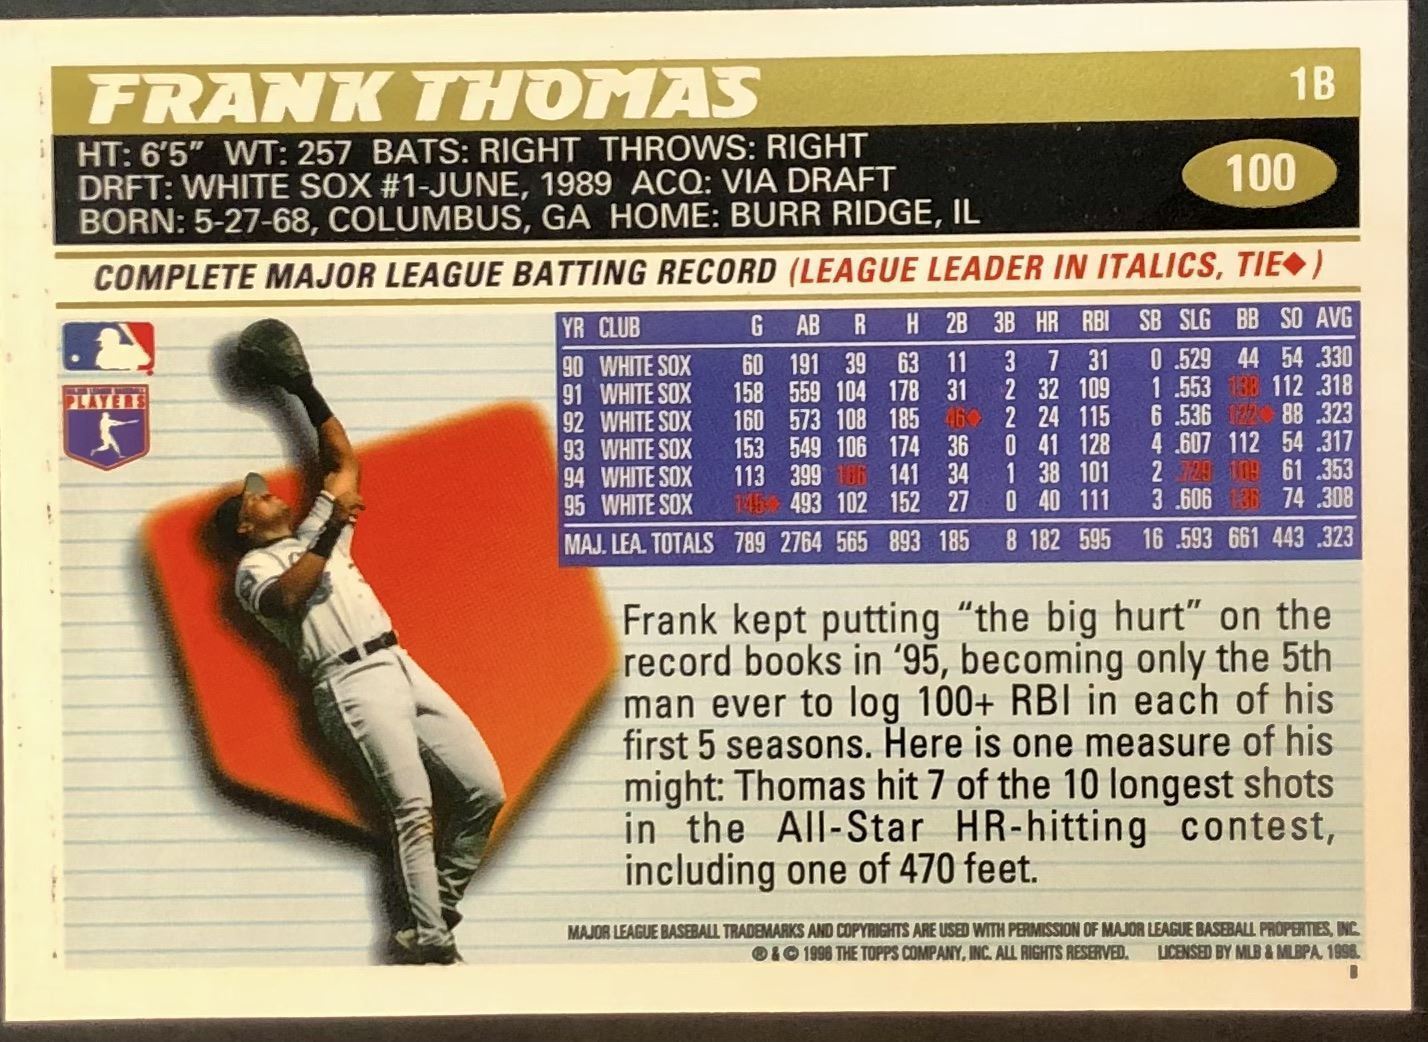 FRANK THOMAS 1B
HT: 6'5" WT: 257 BATS: RIGHT THROWS: RIGHT
DRFT: WHITE SOX #1-JUNE, 1989 ACQ: VIA DRAFT
100
BORN: 5-27-68, COLUMBUS, GA HOME: BURR RIDGE, IL
COMPLETE MAJOR LEAGUE BATTING RECORD (LEAGUE LEADER IN ITALICS, TIE◆)
PLAYERS
YR CLUB G AB R H 2B 3B HR RBI SB SLG BB SO AVG
90 WHITE SOX 60 191 39 63 11 3 7 31 0 .529 44 54 .330
91 WHITE SOX 158 559 104 178 31 2 32 109 1 .553 138 112 .318
92 WHITE SOX 160 573 108 185 46◆ 2 24 115 6 .536 122◆ 88 .323
93 WHITE SOX 153 549 106 174 36 0 41 128 4 .607 112 54 .317
94 WHITE SOX 113 399 106 141 34 1 38 101 2 .729 109 61 .353
95 WHITE SOX 145◆ 493 102 152 27 0 40 111 3 .606 136 74 .308
MAJ. LEA. TOTALS 789 2764 565 893 185 8 182 595 16 .593 661 443 .323
Frank kept putting "the big hurt" on the
record books in '95, becoming only the 5th
man ever to log 100+ RBI in each of his
first 5 seasons. Here is one measure of his
might: Thomas hit 7 of the 10 longest shots
in the All-Star HR-hitting contest,
including one of 470 feet.
MAJOR LEAGUE BASEBALL TRADEMARKS AND COPYRIGHTS ARE USED WITH PERMISSION OF MAJOR LEAGUE BASEBALL PROPERTIES, INC.
® & © 1996 THE TOPPS COMPANY, INC. ALL RIGHTS RESERVED. LICENSED BY MLB & MLBPA, 1996.